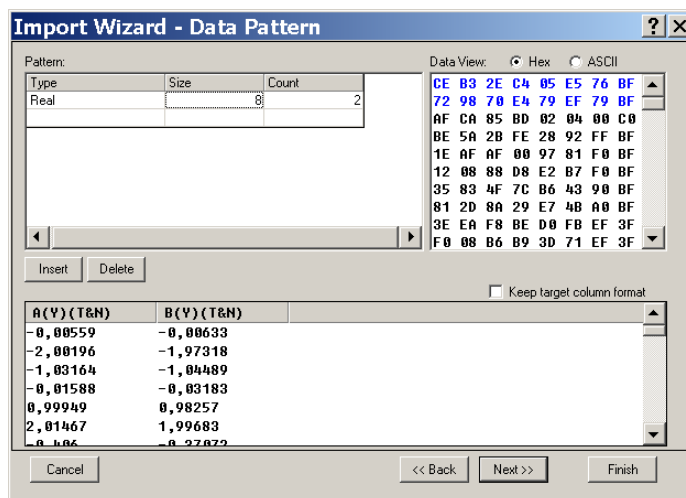 Import Wizard - Data Pattern
Pattern:
Data View: Hex ASCII
Type Size Count
Real 8 2
CE B3 2E C4 05 E5 76 BF
72 98 70 E4 79 EF 79 BF
AF CA 85 BD 02 04 00 C0
BE 5A 2B FE 28 92 FF BF
1E AF AF 00 97 81 F0 BF
12 08 88 D8 E2 B7 F0 BF
35 83 4F 7C B6 43 90 BF
81 2D 8A 29 E7 4B A0 BF
3E EA F8 BE D0 FB EF 3F
F0 08 B6 B9 3D 71 EF 3F
Insert Delete
Keep target column format
A(Y)(T&N) B(Y)(T&N)
-0,00559 -0,00633
-2,00196 -1,97318
-1,03164 -1,04489
-0,01588 -0,03183
0,99949 0,98257
2,01467 1,99683
-0,406 -0,37072
Cancel << Back Next >> Finish